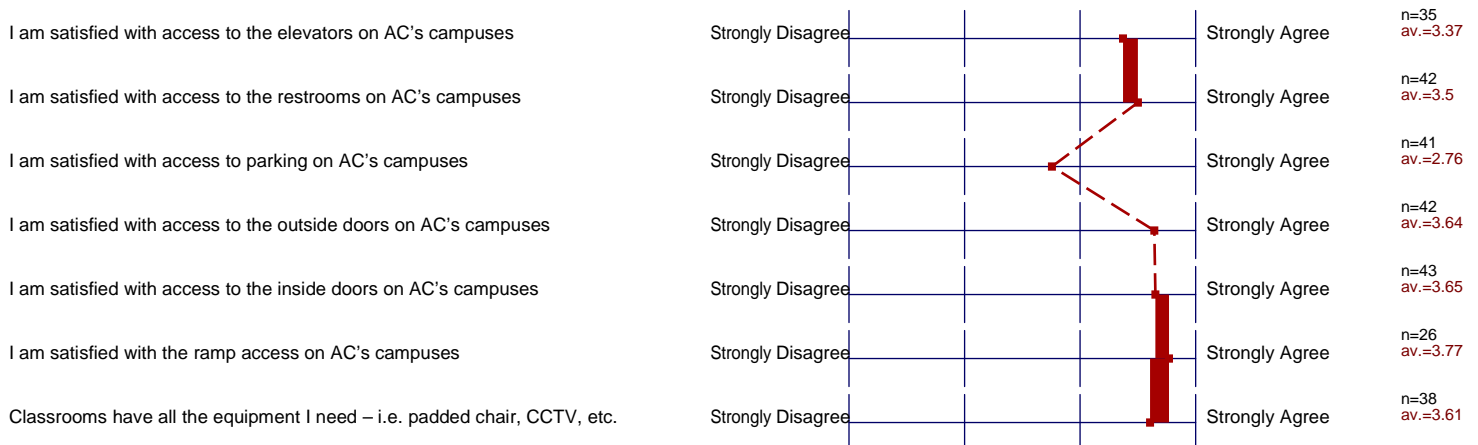 I am satisfied with access to the elevators on AC’s campuses Strongly Disagree Strongly Agree n=35
av.=3.37
I am satisfied with access to the restrooms on AC’s campuses Strongly Disagree Strongly Agree n=42
av.=3.5
I am satisfied with access to parking on AC’s campuses Strongly Disagree Strongly Agree n=41
av.=2.76
I am satisfied with access to the outside doors on AC’s campuses Strongly Disagree Strongly Agree n=42
av.=3.64
I am satisfied with access to the inside doors on AC’s campuses Strongly Disagree Strongly Agree n=43
av.=3.65
I am satisfied with the ramp access on AC’s campuses Strongly Disagree Strongly Agree n=26
av.=3.77
Classrooms have all the equipment I need – i.e. padded chair, CCTV, etc. Strongly Disagree Strongly Agree n=38
av.=3.61